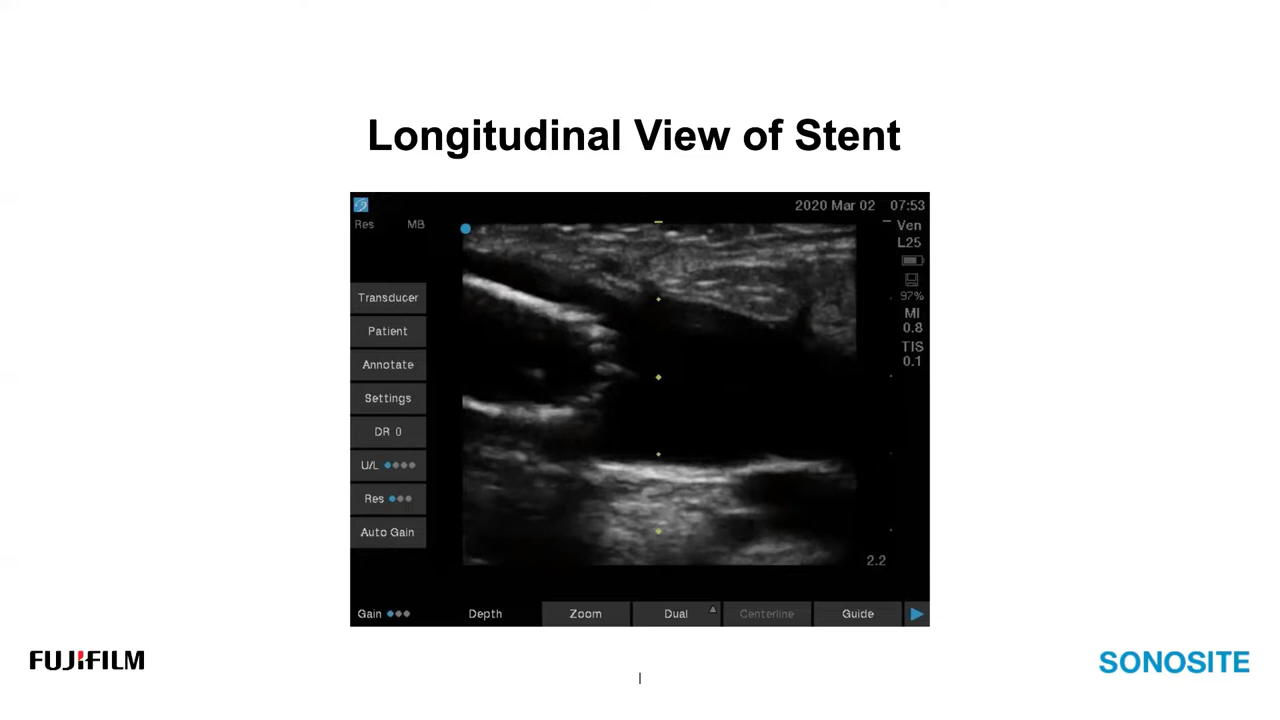 Longitudinal View of Stent
2020 Mar 02 07:53
Res MB
Ven
L25
97%
MI
0.8
TIS
0.1
Transducer
Patient
Annotate
Settings
DR 0
U/L
Res
Auto Gain
2.2
Gain Depth Zoom Dual Centerline Guide
FUJIFILM
SONOSITE